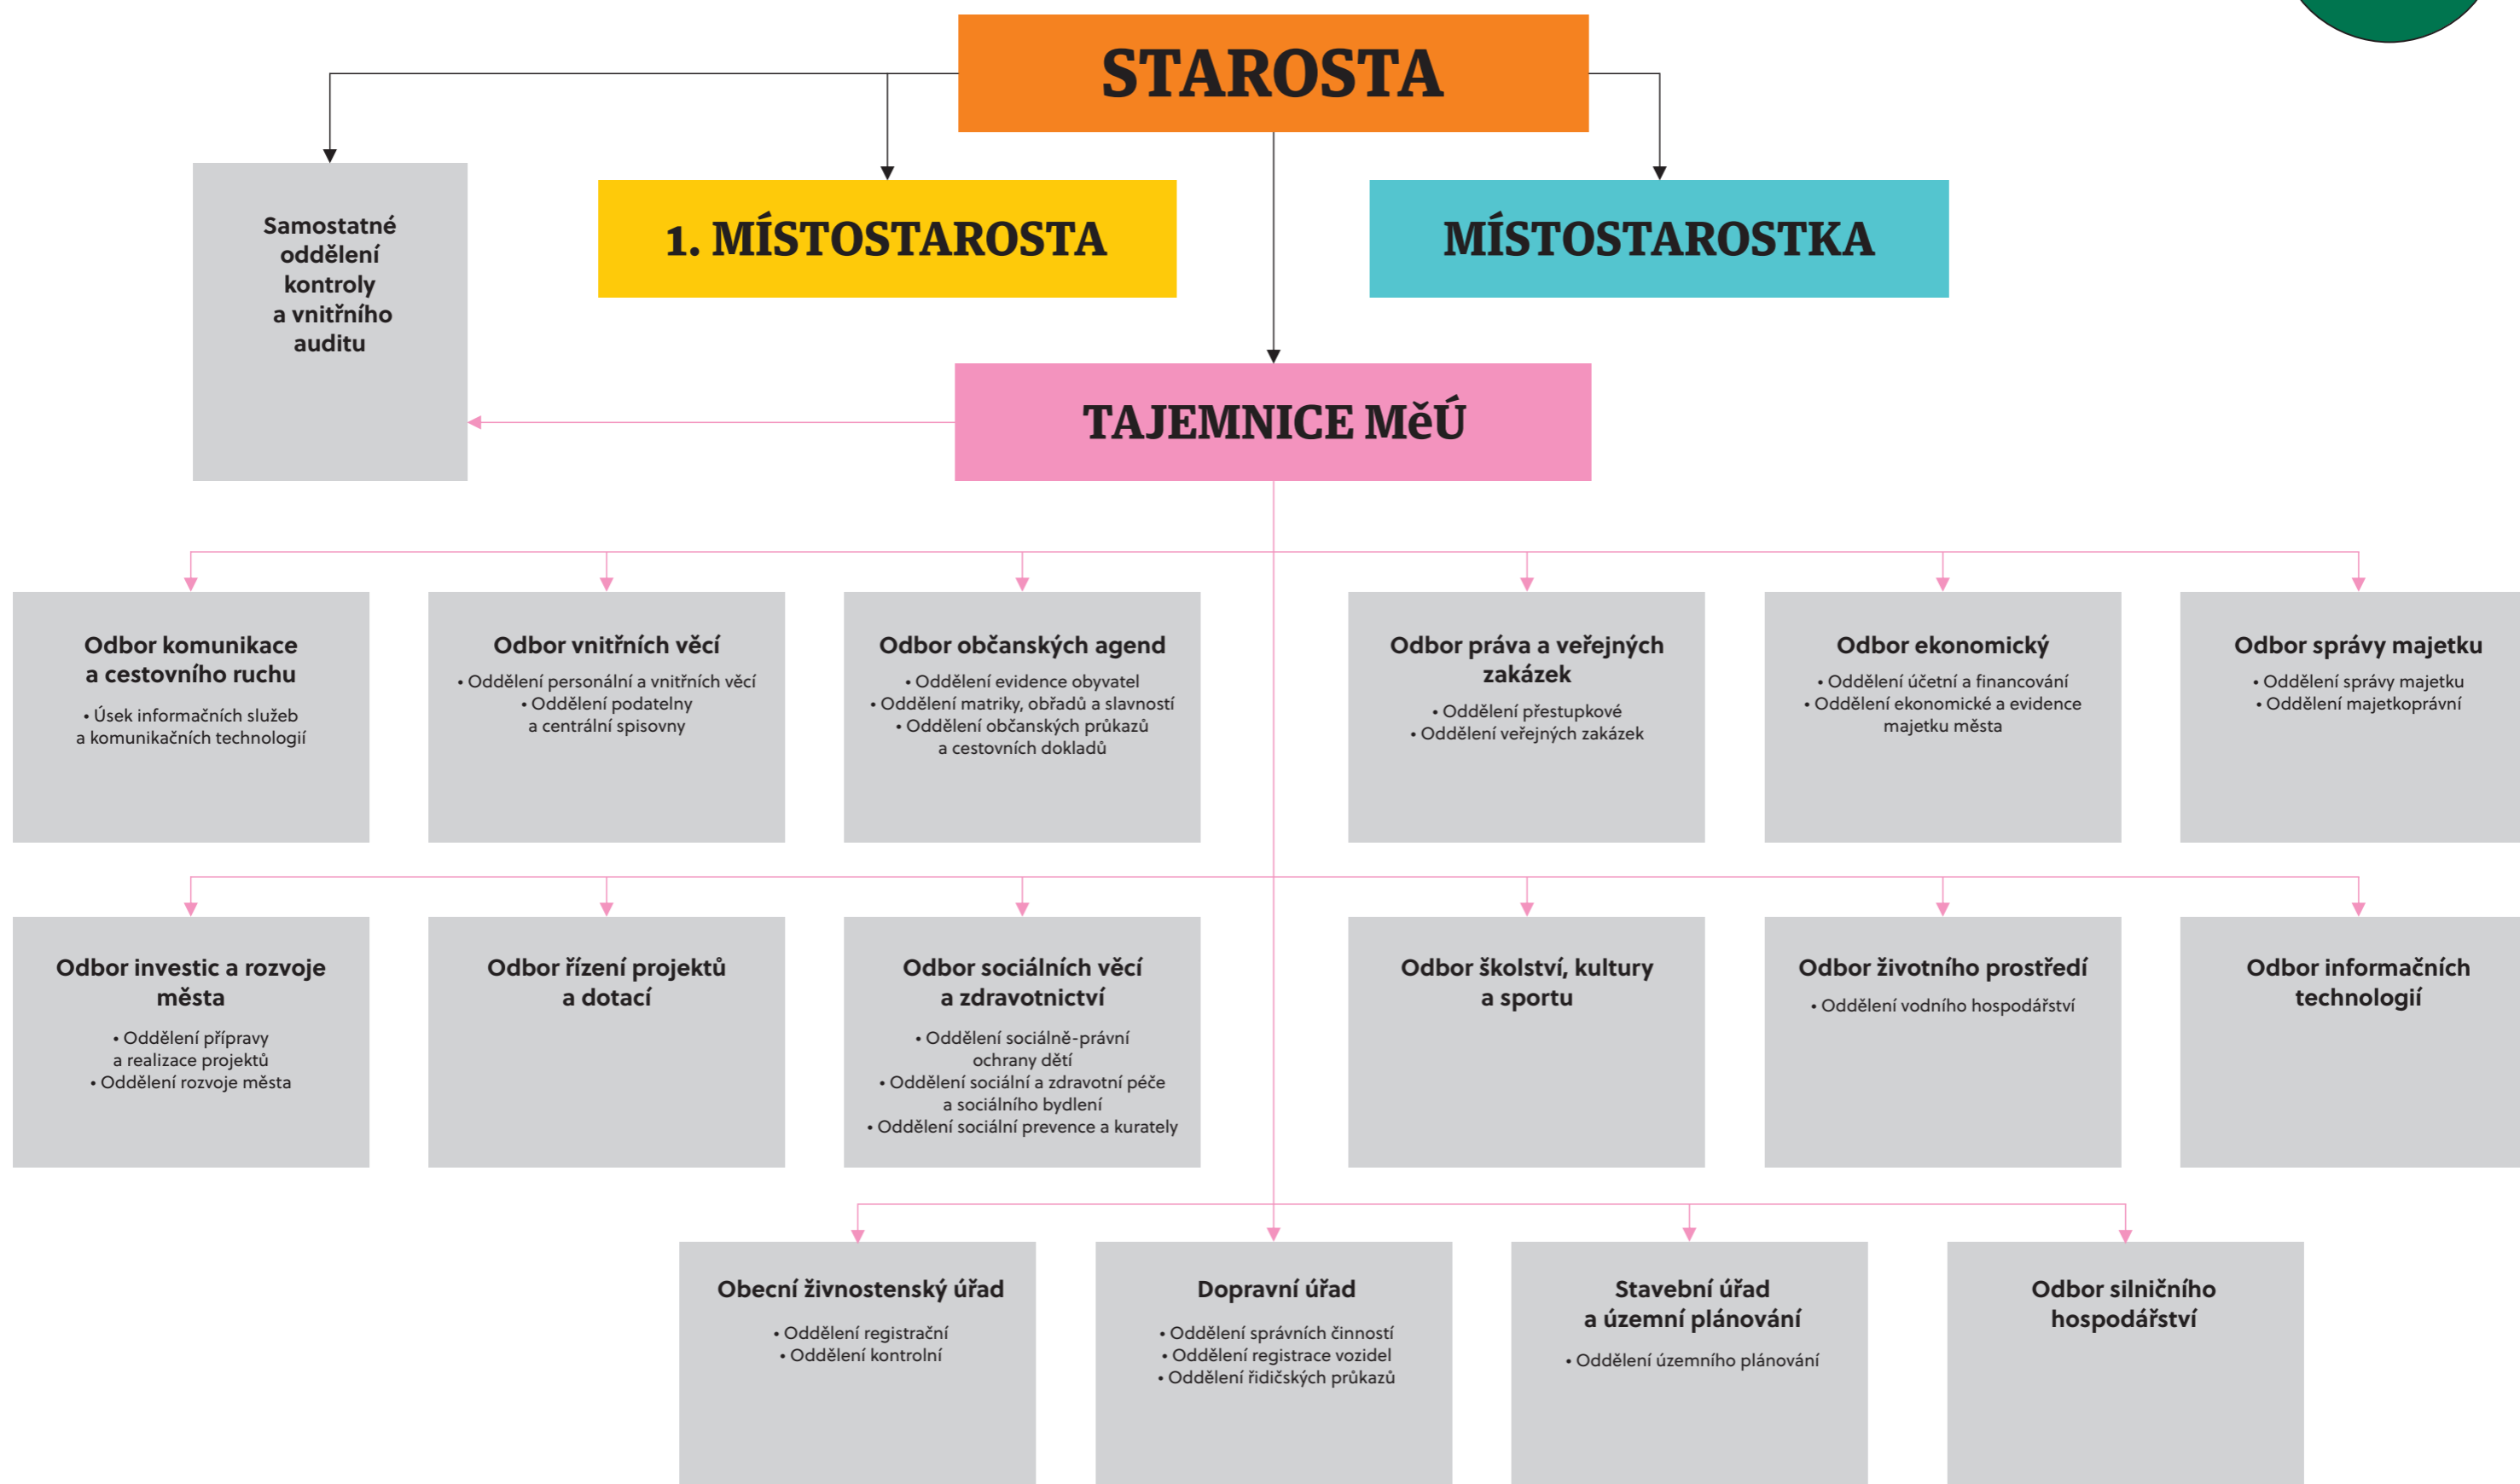 STAROSTA
Samostatné
oddělení
kontroly
a vnitřního
auditu
1. MÍSTOSTAROSTA
MÍSTOSTAROSTKA
TAJEMNICE MěÚ
Odbor komunikace
a cestovního ruchu
• Úsek informačních služeb
a komunikačních technologií
Odbor vnitřních věcí
• Oddělení personální a vnitřních věcí
• Oddělení podatelny
a centrální spisovny
Odbor občanských agend
• Oddělení evidence obyvatel
• Oddělení matriky, obřadů a slavností
• Oddělení občanských průkazů
a cestovních dokladů
Odbor práva a veřejných
zakázek
• Oddělení přestupkové
• Oddělení veřejných zakázek
Odbor ekonomický
• Oddělení účetní a financování
• Oddělení ekonomické a evidence
majetku města
Odbor správy majetku
• Oddělení správy majetku
• Oddělení majetkoprávní
Odbor investic a rozvoje
města
• Oddělení přípravy
a realizace projektů
• Oddělení rozvoje města
Odbor řízení projektů
a dotací
Odbor sociálních věcí
a zdravotnictví
• Oddělení sociálně-právní
ochrany dětí
• Oddělení sociální a zdravotní péče
a sociálního bydlení
• Oddělení sociální prevence a kurately
Odbor školství, kultury
a sportu
Odbor životního prostředí
• Oddělení vodního hospodářství
Odbor informačních
technologií
Obecní živnostenský úřad
• Oddělení registrační
• Oddělení kontrolní
Dopravní úřad
• Oddělení správních činností
• Oddělení registrace vozidel
• Oddělení řidičských průkazů
Stavební úřad
a územní plánování
• Oddělení územního plánování
Odbor silničního
hospodářství